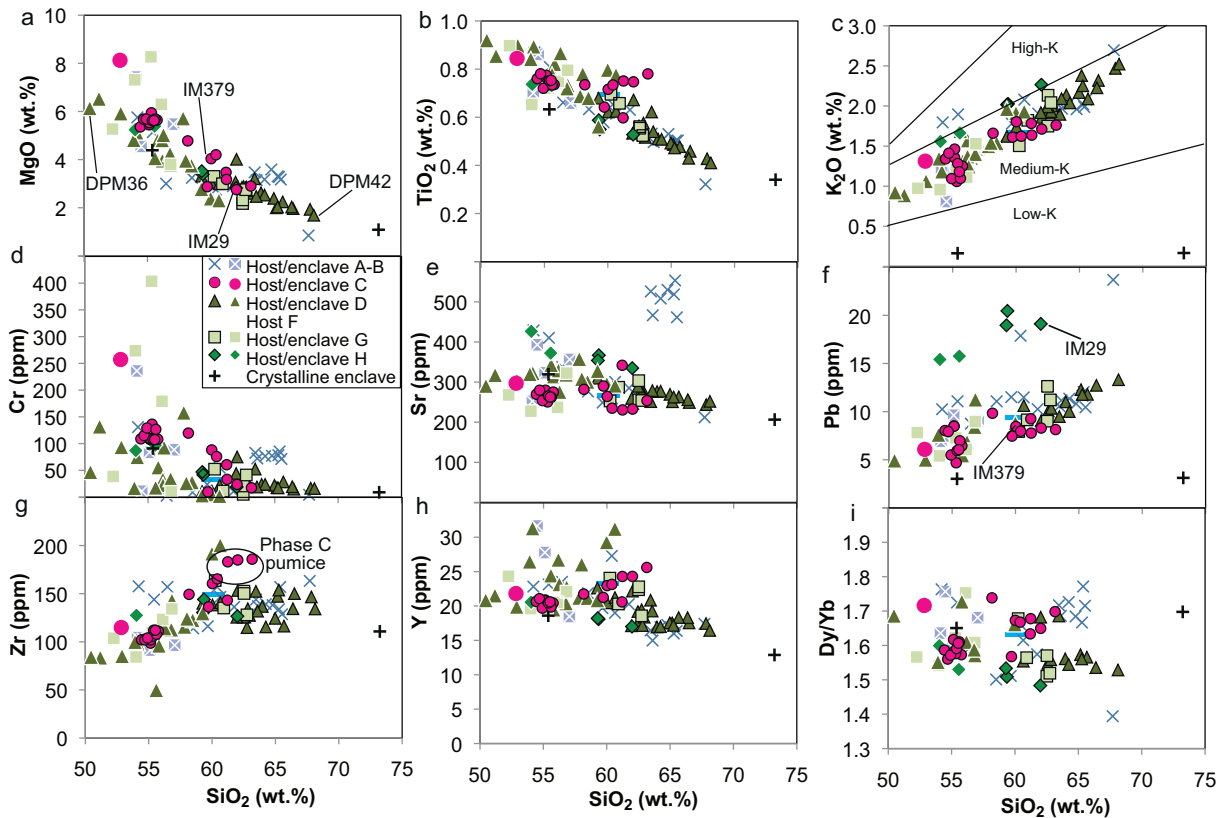 a
10
8
6
4
2
MgO (wt.%)
IM379
DPM36
DPM42
IM29
b
1.0
0.8
0.6
0.4
0.2
0.0
TiO2 (wt.%)
c
3.0
2.5
2.0
1.5
1.0
0.5
0.0
K2O (wt.%)
High-K
Medium-K
Low-K
d
400
350
300
250
200
150
100
50
Cr (ppm)
Host/enclave A-B
Host/enclave C
Host/enclave D
Host F
Host/enclave G
Host/enclave H
Crystalline enclave
e
500
400
300
200
100
Sr (ppm)
f
20
15
10
5
0
Pb (ppm)
IM29
IM379
g
200
150
100
50
0
Zr (ppm)
Phase C
pumice
50 55 60 65 70 75
SiO2 (wt.%)
h
30
25
20
15
10
5
0
Y (ppm)
50 55 60 65 70 75
SiO2 (wt.%)
i
1.9
1.8
1.7
1.6
1.5
1.4
1.3
Dy/Yb
50 55 60 65 70 75
SiO2 (wt.%)